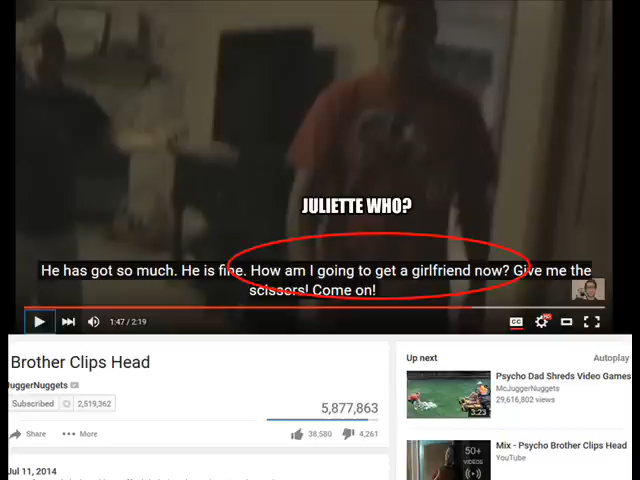 JULIETTE WHO?
He has got so much. He is fine. How am I going to get a girlfriend now? Give me the
scissors! Come on!
1:47 / 2:19
CC
HD
Brother Clips Head
JuggerNuggets
Subscribed 2,519,362
5,877,863
Share
More
38,580
4,261
Jul 11, 2014
Up next
Autoplay
Psycho Dad Shreds Video Games
McJuggerNuggets
29,616,802 views
3:23
Mix - Psycho Brother Clips Head
YouTube
50+
VIDEOS